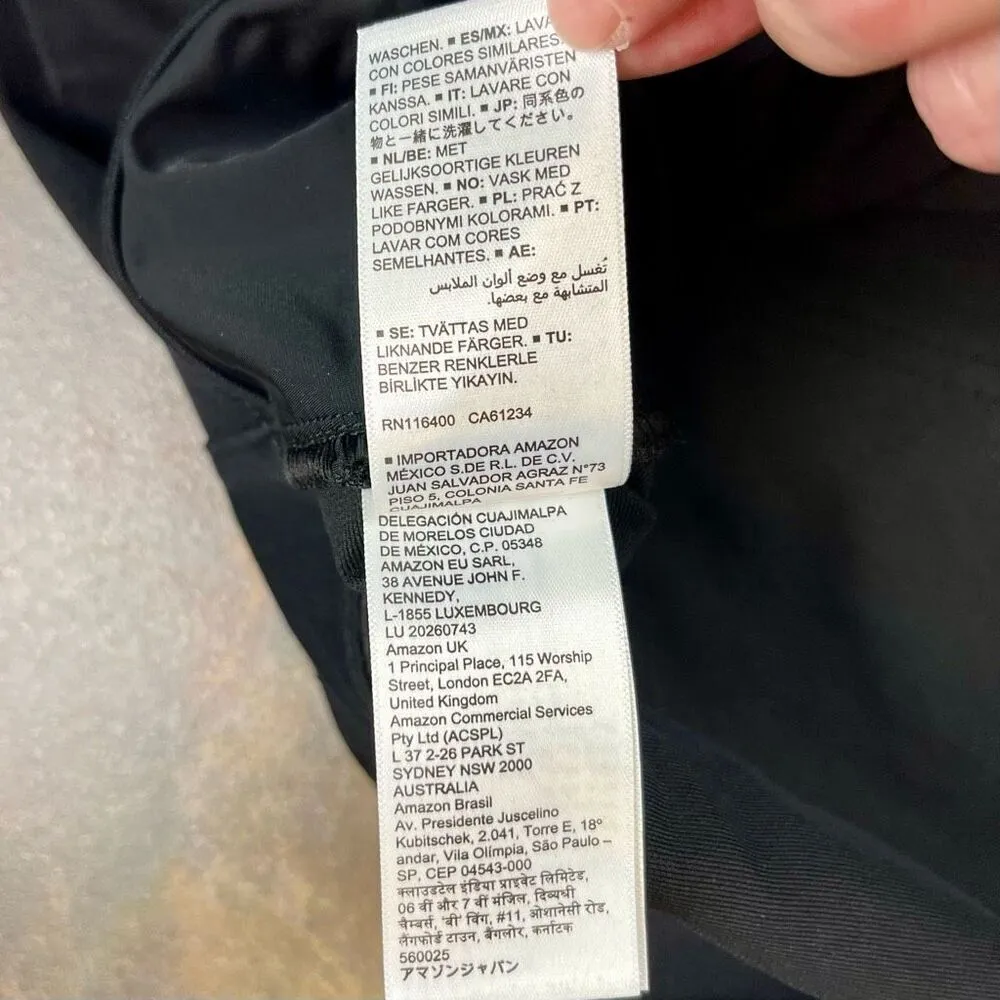 WASCHEN. ▪ ES/MX: LAVA
CON COLORES SIMILARES.
▪ FI: PESE SAMANVÄRISTEN
KANSSA. ▪ IT: LAVARE CON
COLORI SIMILI. ▪ JP: 同系色の
物と一緒に洗濯してください。
▪ NL/BE: MET
GELIJKSOORTIGE KLEUREN
WASSEN. ▪ NO: VASK MED
LIKE FARGER. ▪ PL: PRAĆ Z
PODOBNYMI KOLORAMI. ▪ PT:
LAVAR COM CORES
SEMELHANTES. ▪ AE:
تُغسل مع وضع ألوان الملابس
المتشابهة مع بعضها.
▪ SE: TVÄTTAS MED
LIKNANDE FÄRGER. ▪ TU:
BENZER RENKLERLE
BİRLİKTE YIKAYIN.
RN116400 CA61234
▪ IMPORTADORA AMAZON
MÉXICO S.DE R.L. DE C.V.
JUAN SALVADOR AGRAZ N°73
PISO 5, COLONIA SANTA FE
CUAJIMALPA
DELEGACIÓN CUAJIMALPA
DE MORELOS CIUDAD
DE MÉXICO, C.P. 05348
AMAZON EU SARL,
38 AVENUE JOHN F.
KENNEDY,
L-1855 LUXEMBOURG
LU 20260743
Amazon UK
1 Principal Place, 115 Worship
Street, London EC2A 2FA,
United Kingdom
Amazon Commercial Services
Pty Ltd (ACSPL)
L 37 2-26 PARK ST
SYDNEY NSW 2000
AUSTRALIA
Amazon Brasil
Av. Presidente Juscelino
Kubitschek, 2.041, Torre E, 18º
andar, Vila Olímpia, São Paulo –
SP, CEP 04543-000
क्लाउडटेल इंडिया प्राइवेट लिमिटेड,
06 वीं और 7 वीं मंजिल, दिव्यश्री
चैम्बर्स, 'बी' विंग, #11, ओशानेसी रोड,
लैंगफोर्ड टाउन, बैंगलोर, कर्नाटक
560025
アマソンジャパン